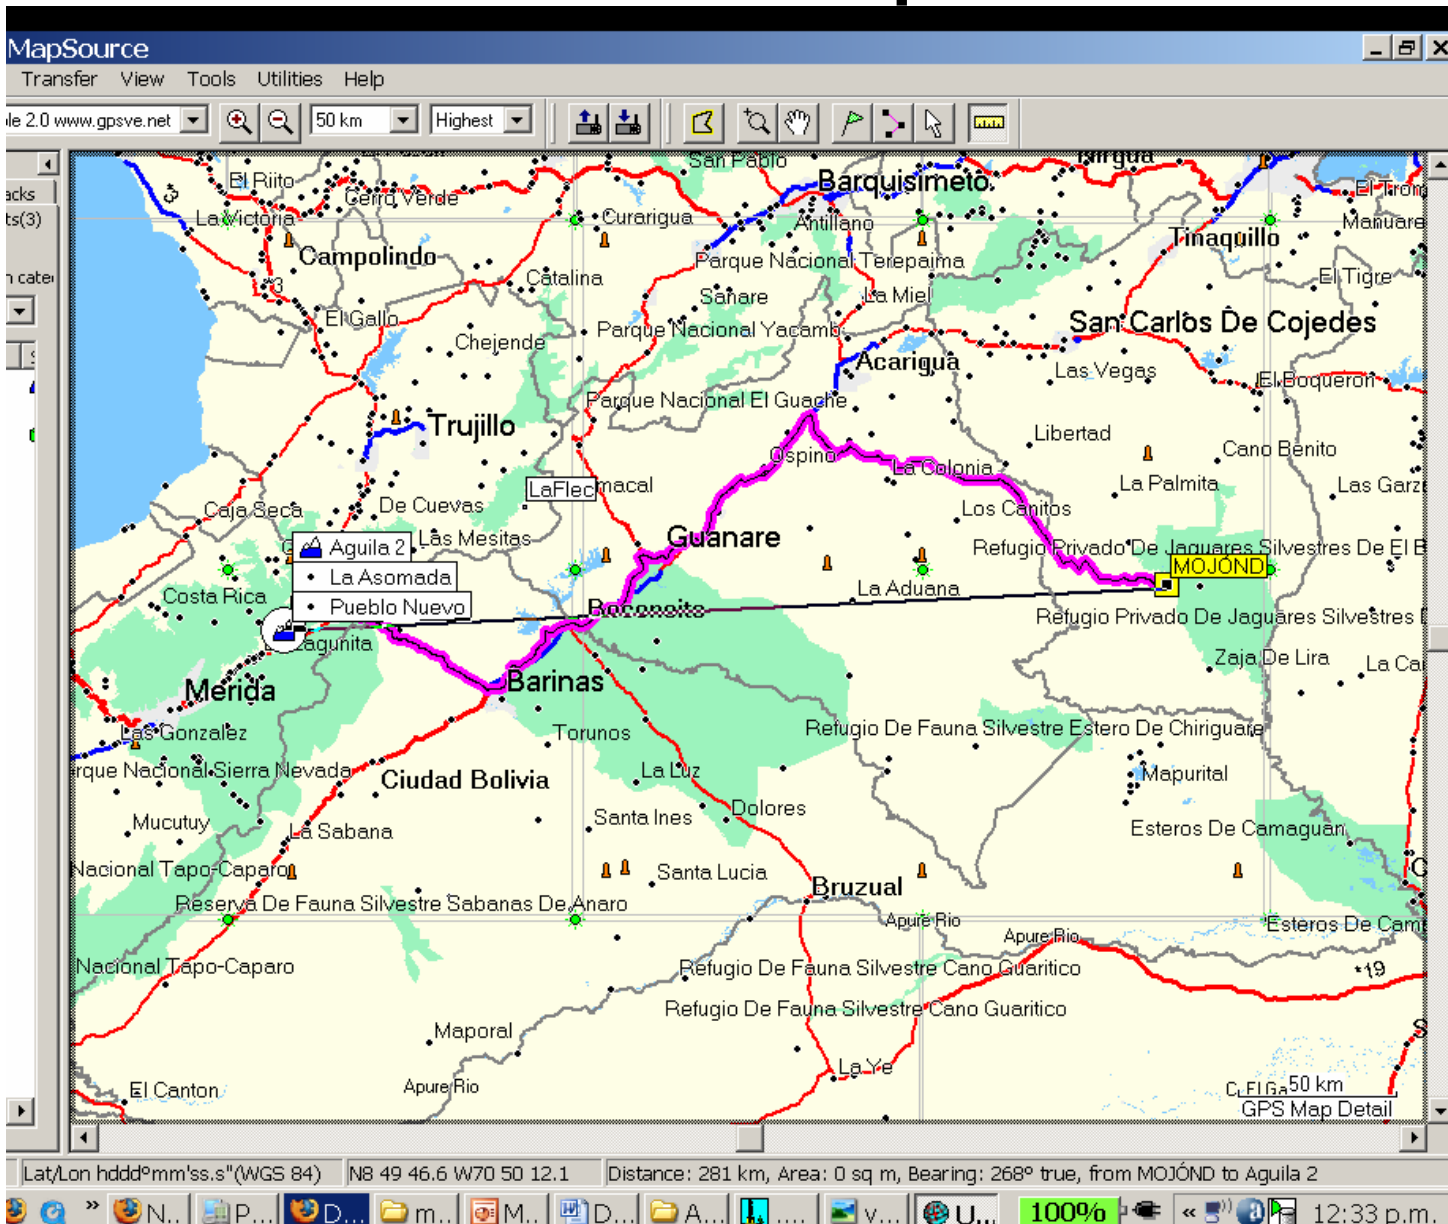 MapSource
Transfer View Tools Utilities Help
ble 2.0 www.gpsve.net 50 km Highest
acks
ts(3)
n cate
San Pablo
Nirgua
El Riito
Cerro Verde
Barquisimeto
El Tron
La Victoria
Curarigua
Antillano
Tinaquillo
Manuare
Campolindo
Parque Nacional Terepaima
Catalina
El Tigre
Sanare
La Miel
El Gallo
Parque Nacional Yacamb
San Carlos De Cojedes
Chejende
Acarigua
Las Vegas
El Boqueron
Parque Nacional El Guache
Trujillo
Libertad
Ospino
Cano Benito
La Colonia
LaFlec
macal
La Palmita
Las Garz
Caja Seca
De Cuevas
Los Canitos
Las Mesitas
Guanare
Aguila 2
Refugio Privado De Jaguares Silvestres De El B
MOJÓND
La Asomada
Costa Rica
La Aduana
Pueblo Nuevo
Boconoito
Refugio Privado De Jaguares Silvestres D
Lagunita
Zaja De Lira
La Cai
Merida
Barinas
Las Gonzalez
Torunos
Refugio De Fauna Silvestre Estero De Chiriguare
rque Nacional Sierra Nevada
Ciudad Bolivia
La Luz
Mapurital
Mucutuy
La Sabana
Santa Ines
Dolores
Esteros De Camaguan
Nacional Tapo-Caparo
Santa Lucia
Bruzual
C
Reserva De Fauna Silvestre Sabanas De Anaro
Apure Rio
Esteros De Cam
Apure Rio
Nacional Tapo-Caparo
Refugio De Fauna Silvestre Cano Guaritico
*19
Refugio De Fauna Silvestre Cano Guaritico
Maporal
S
La Ye
El Canton
Apure Rio
50 km
GPS Map Detail
Lat/Lon hddd°mm'ss.s"(WGS 84) N8 49 46.6 W70 50 12.1 Distance: 281 km, Area: 0 sq m, Bearing: 268° true, from MOJÓND to Aguila 2
» N.. P... D... m.. M.. D... A... .... v... U... 100% « 12:33 p.m.